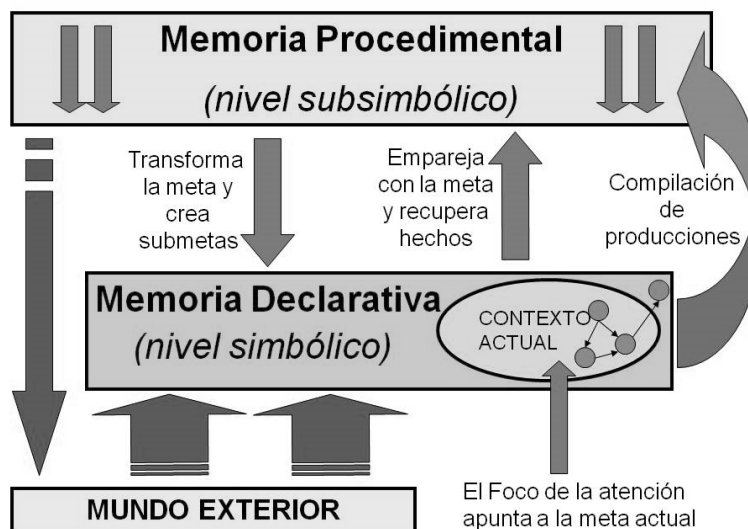 Memoria Procedimental
(nivel subsimbólico)
Transforma
la meta y
crea
submetas
Empareja
con la meta
y recupera
hechos
Compilación
de
producciones
Memoria Declarativa
(nivel simbólico)
CONTEXTO
ACTUAL
MUNDO EXTERIOR
El Foco de la atención
apunta a la meta actual